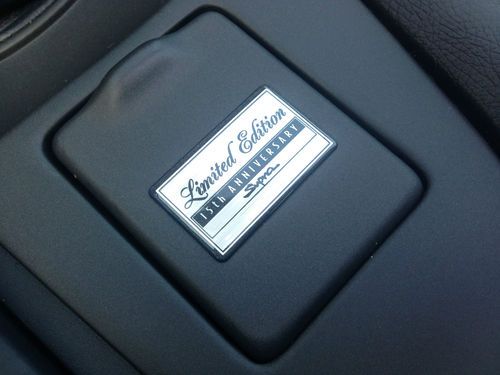 Limited Edition
15th ANNIVERSARY
Supra